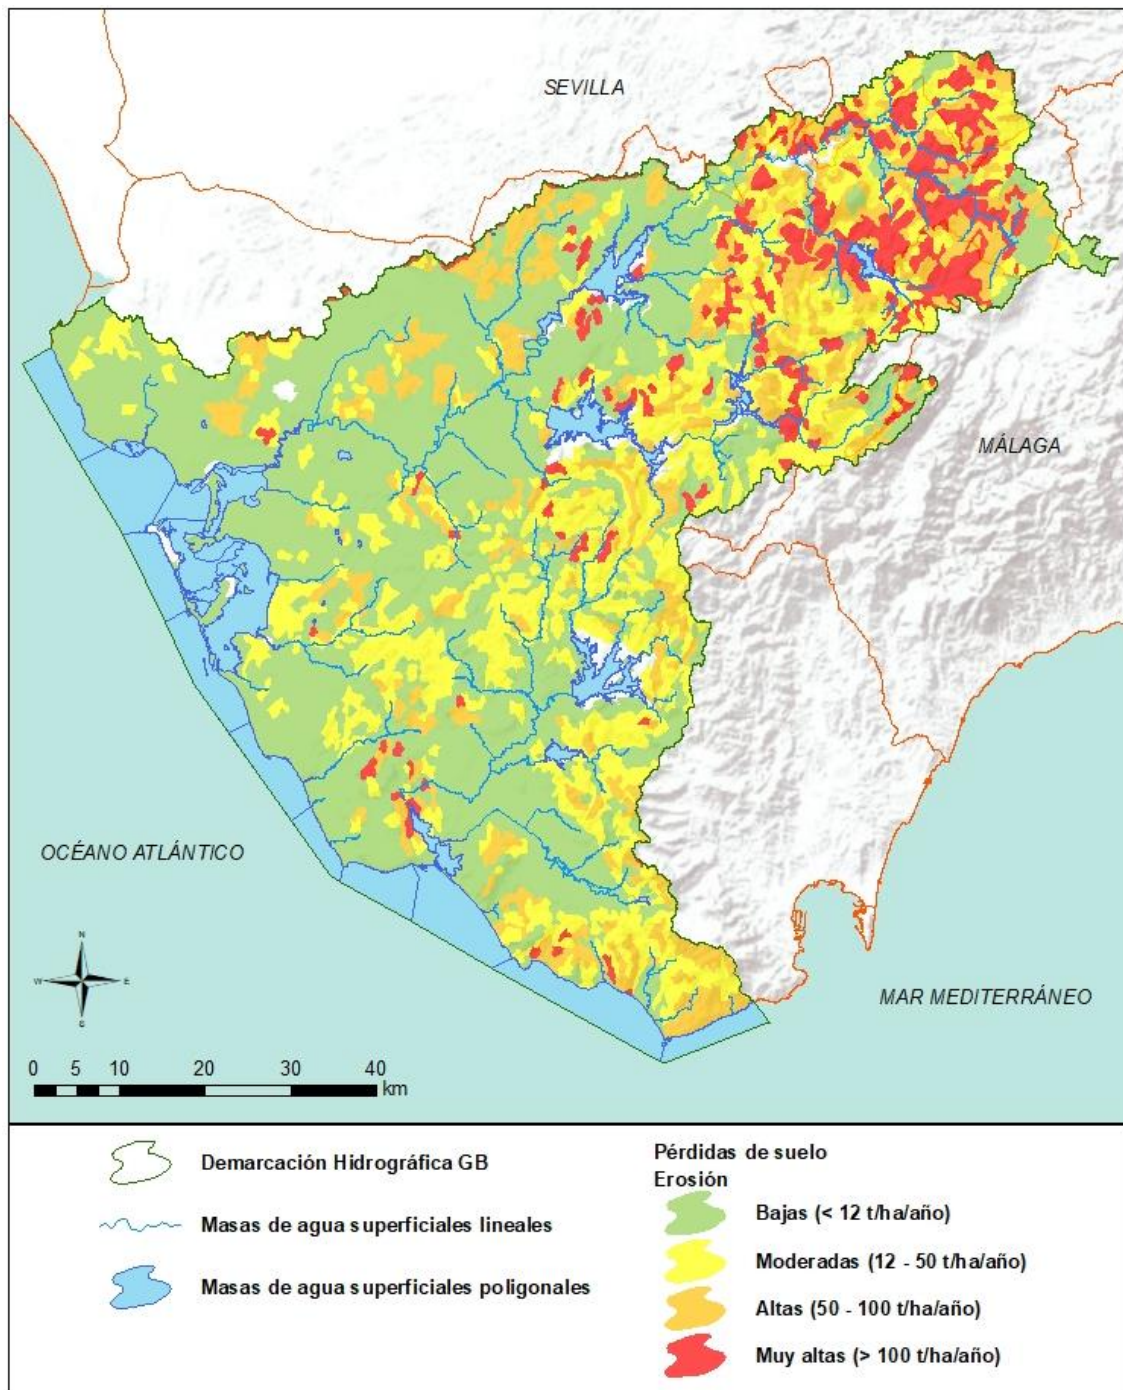 SEVILLA
MÁLAGA
OCÉANO ATLÁNTICO
N
W
E
S
MAR MEDITERRÁNEO
0 5 10 20 30 40
km
Demarcación Hidrográfica GB
Masas de agua superficiales lineales
Masas de agua superficiales poligonales
Pérdidas de suelo
Erosión
Bajas (< 12 t/ha/año)
Moderadas (12 - 50 t/ha/año)
Altas (50 - 100 t/ha/año)
Muy altas (> 100 t/ha/año)